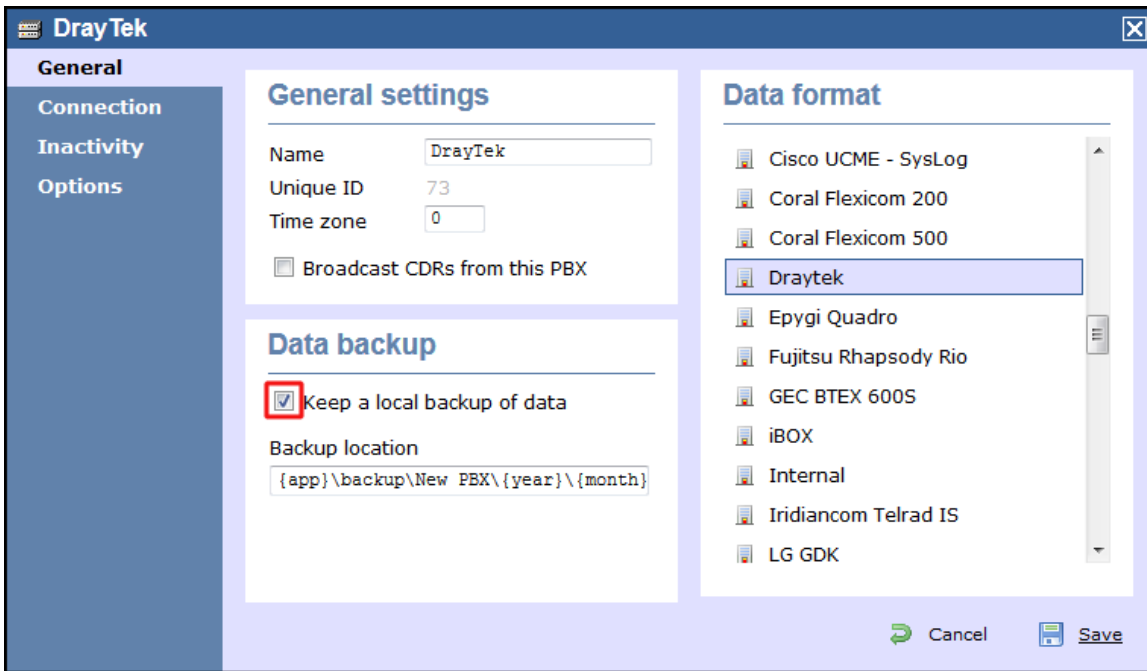 DrayTek
General
Connection
Inactivity
Options
General settings
Name DrayTek
Unique ID 73
Time zone 0
Broadcast CDRs from this PBX
Data backup
Keep a local backup of data
Backup location
{app}\backup\New PBX\{year}\{month}
Data format
Cisco UCME - SysLog
Coral Flexicom 200
Coral Flexicom 500
Draytek
Epygi Quadro
Fujitsu Rhapsody Rio
GEC BTEX 600S
iBOX
Internal
Iridiancom Telrad IS
LG GDK
Cancel
Save